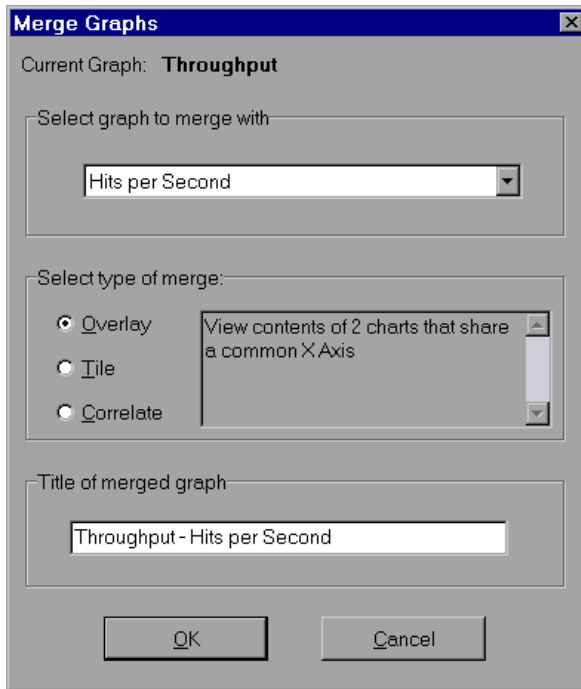 Merge Graphs
Current Graph: Throughput
Select graph to merge with
Hits per Second
Select type of merge:
Overlay
Tile
Correlate
View contents of 2 charts that share
a common X Axis
Title of merged graph
Throughput - Hits per Second
OK
Cancel